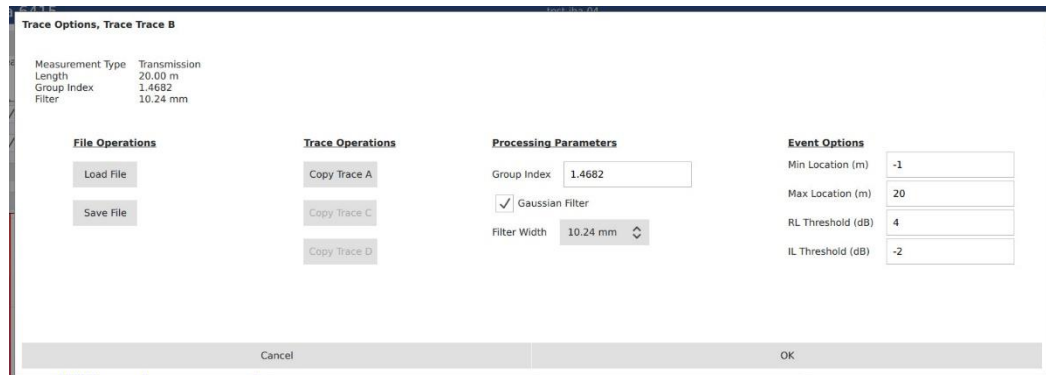 Trace Options, Trace Trace B
Measurement Type Transmission
Length 20.00 m
Group Index 1.4682
Filter 10.24 mm
File Operations
Load File
Save File
Trace Operations
Copy Trace A
Copy Trace C
Copy Trace D
Processing Parameters
Group Index 1.4682
Gaussian Filter
Filter Width 10.24 mm
Event Options
Min Location (m) -1
Max Location (m) 20
RL Threshold (dB) 4
IL Threshold (dB) -2
Cancel
OK